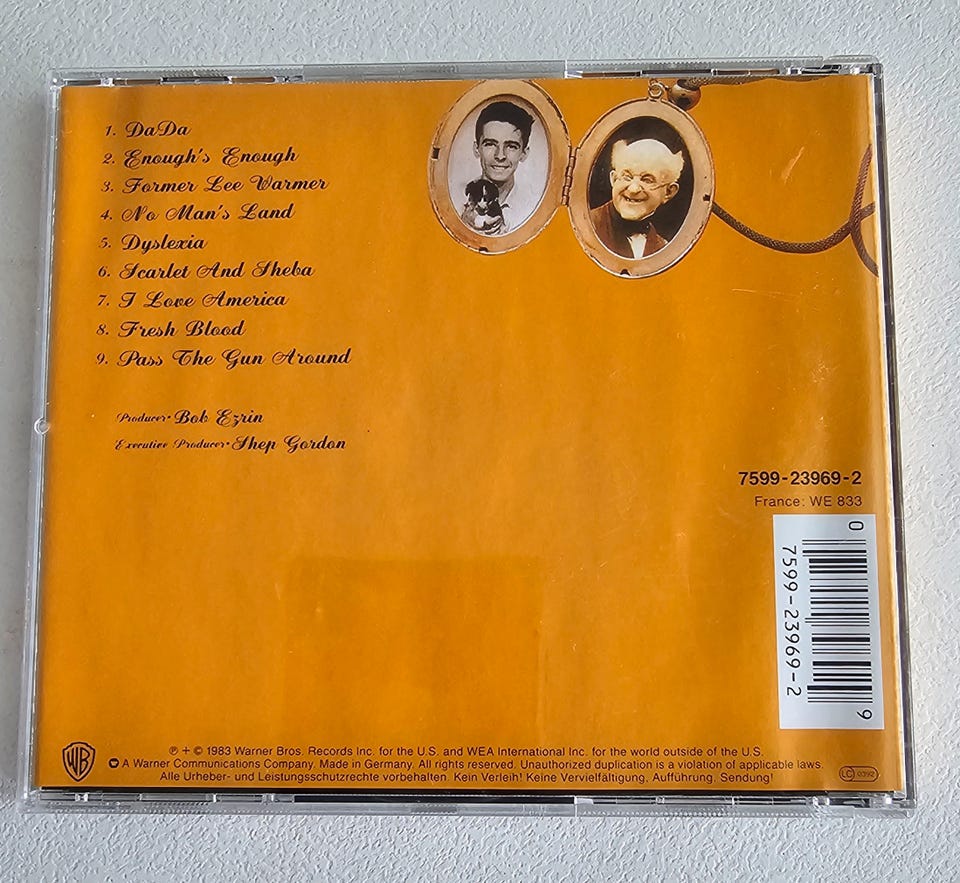 1. DaDa
2. Enough's Enough
3. Former Lee Warmer
4. No Man's Land
5. Dyslexia
6. Scarlet And Sheba
7. I Love America
8. Fresh Blood
9. Pass The Gun Around
Producer • Bob Ezrin
Executive Producer • Shep Gordon
7599-23969-2
France: WE 833
0 7599-23969-2 9
WB
℗ + © 1983 Warner Bros. Records Inc. for the U.S. and WEA International Inc. for the world outside of the U.S.
A Warner Communications Company. Made in Germany. All rights reserved. Unauthorized duplication is a violation of applicable laws.
Alle Urheber- und Leistungsschutzrechte vorbehalten. Kein Verleih! Keine Vervielfältigung, Aufführung, Sendung!
LC 0392